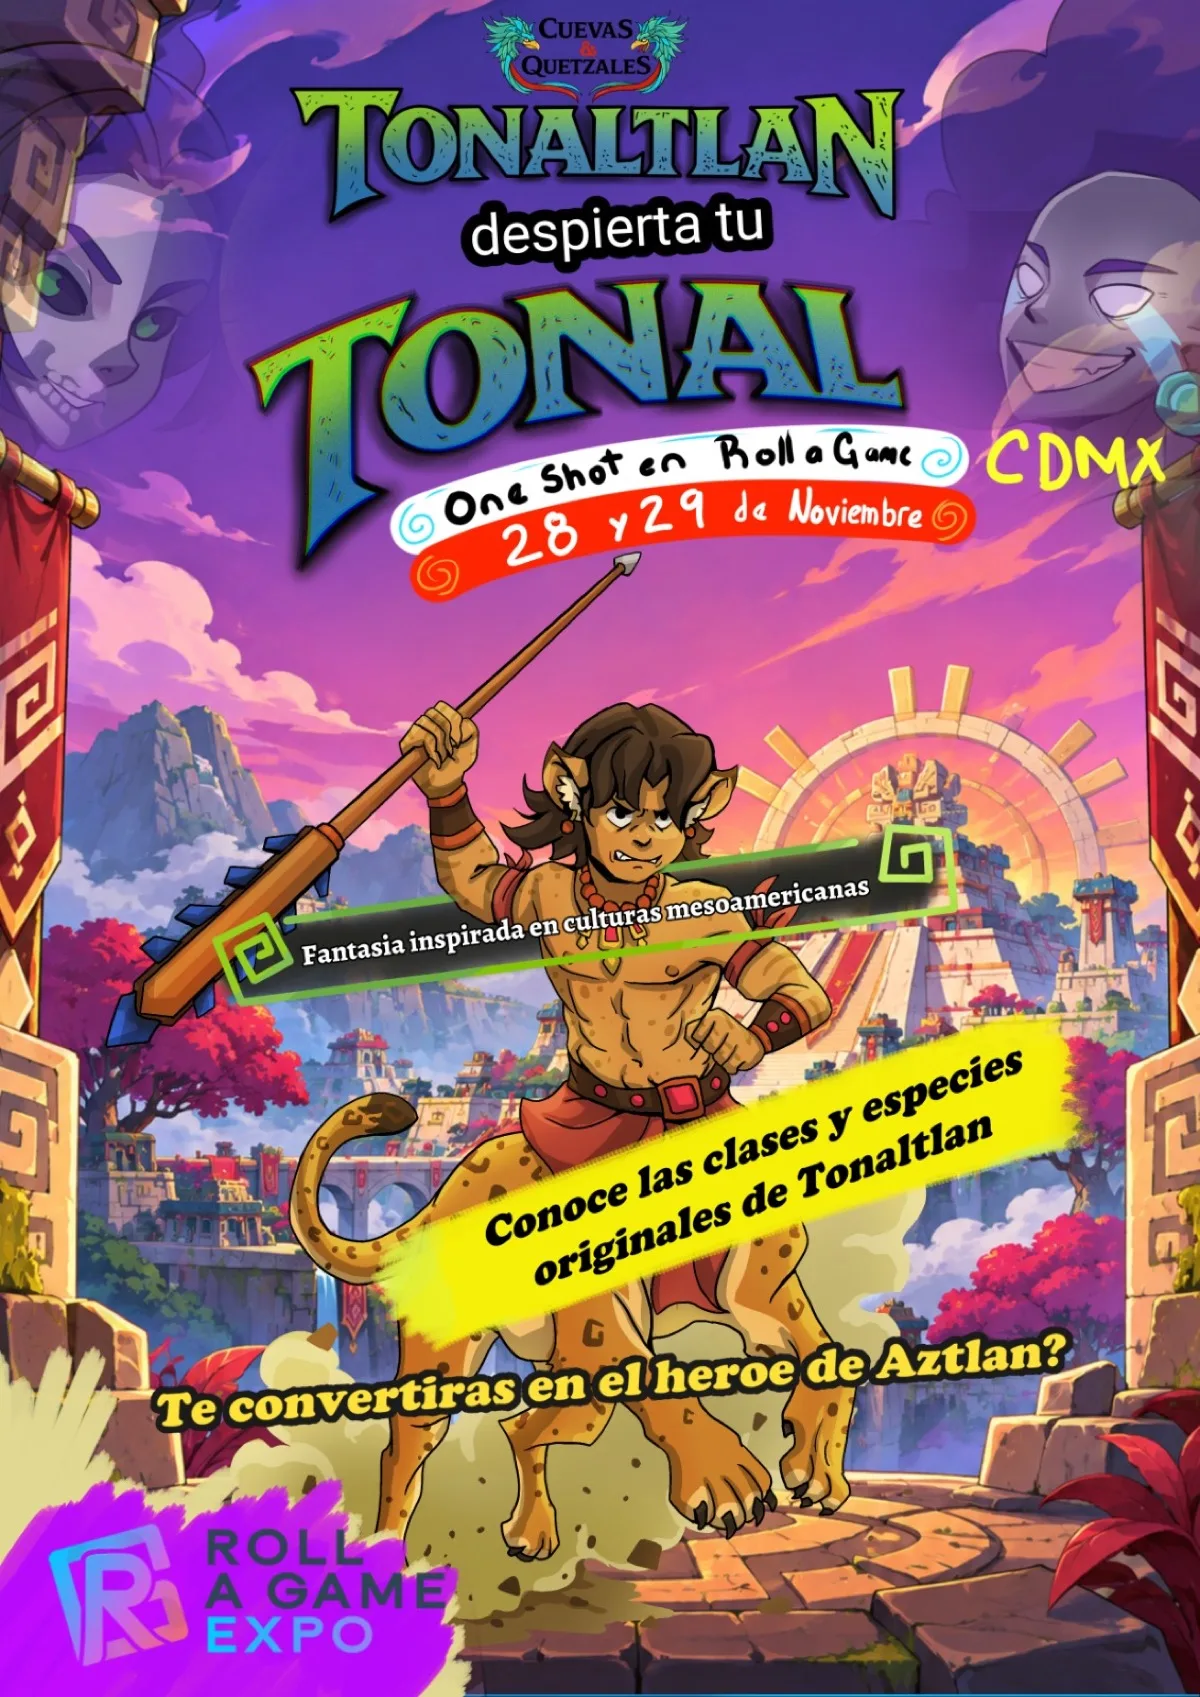 CUEVAS
&
QUETZALES
TONALTLAN
despierta tu
TONAL
One Shot en Roll a Game
CDMX
28 y 29 de Noviembre
Fantasia inspirada en culturas mesoamericanas
Conoce las clases y especies
originales de Tonaltlan
Te convertiras en el heroe de Aztlan?
ROLL
A GAME
EXPO